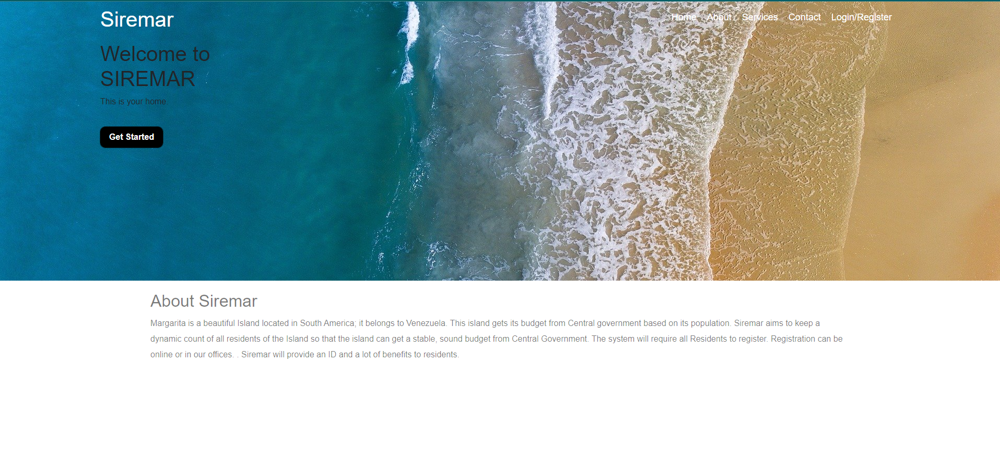 Siremar
Home About Services Contact Login/Register
Welcome to
SIREMAR
This is your home.
Get Started
About Siremar
Margarita is a beautiful Island located in South America; it belongs to Venezuela. This island gets its budget from Central government based on its population. Siremar aims to keep a
dynamic count of all residents of the Island so that the island can get a stable, sound budget from Central Government. The system will require all Residents to register. Registration can be
online or in our offices. . Siremar will provide an ID and a lot of benefits to residents.